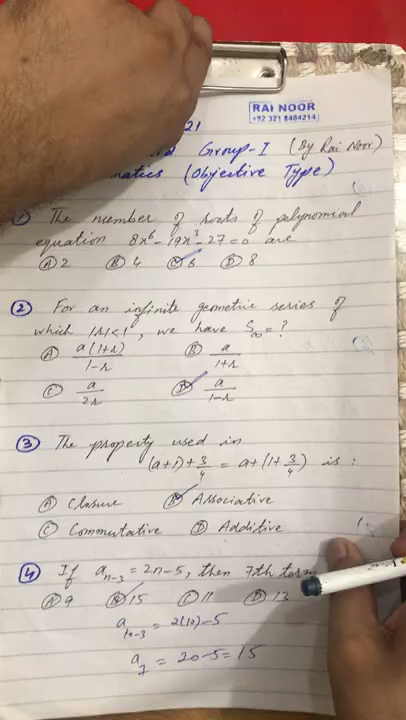 RAI NOOR
+92 321 8484214
21
Group-I (By Rai Noor)
matics (Objective Type)
① The number of roots of polynomial
equation 8x⁶-19x³-27=0 are
Ⓐ 2 Ⓑ 4 Ⓒ 6 Ⓓ 8
② For an infinite geometric series of
which |r|<1, we have S∞=?
Ⓐ a(1+r)/1-r Ⓑ a/1+r
Ⓒ a/2r Ⓓ a/1-r
③ The property used in
(a+1)+3/4 = a+(1+3/4) is :
Ⓐ Closure Ⓑ Associative
Ⓒ Commutative Ⓓ Additive
④ If aₙ₋₃=2n-5, then 7th term
Ⓐ 9 Ⓑ 15 Ⓒ 11 Ⓓ 13
a₁₀₋₃=2(10)-5
a₇ = 20-5=15